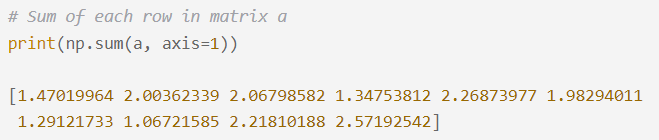 # Sum of each row in matrix a
print(np.sum(a, axis=1))
[1.47019964 2.00362339 2.06798582 1.34753812 2.26873977 1.98294011
1.29121733 1.06721585 2.21810188 2.57192542]